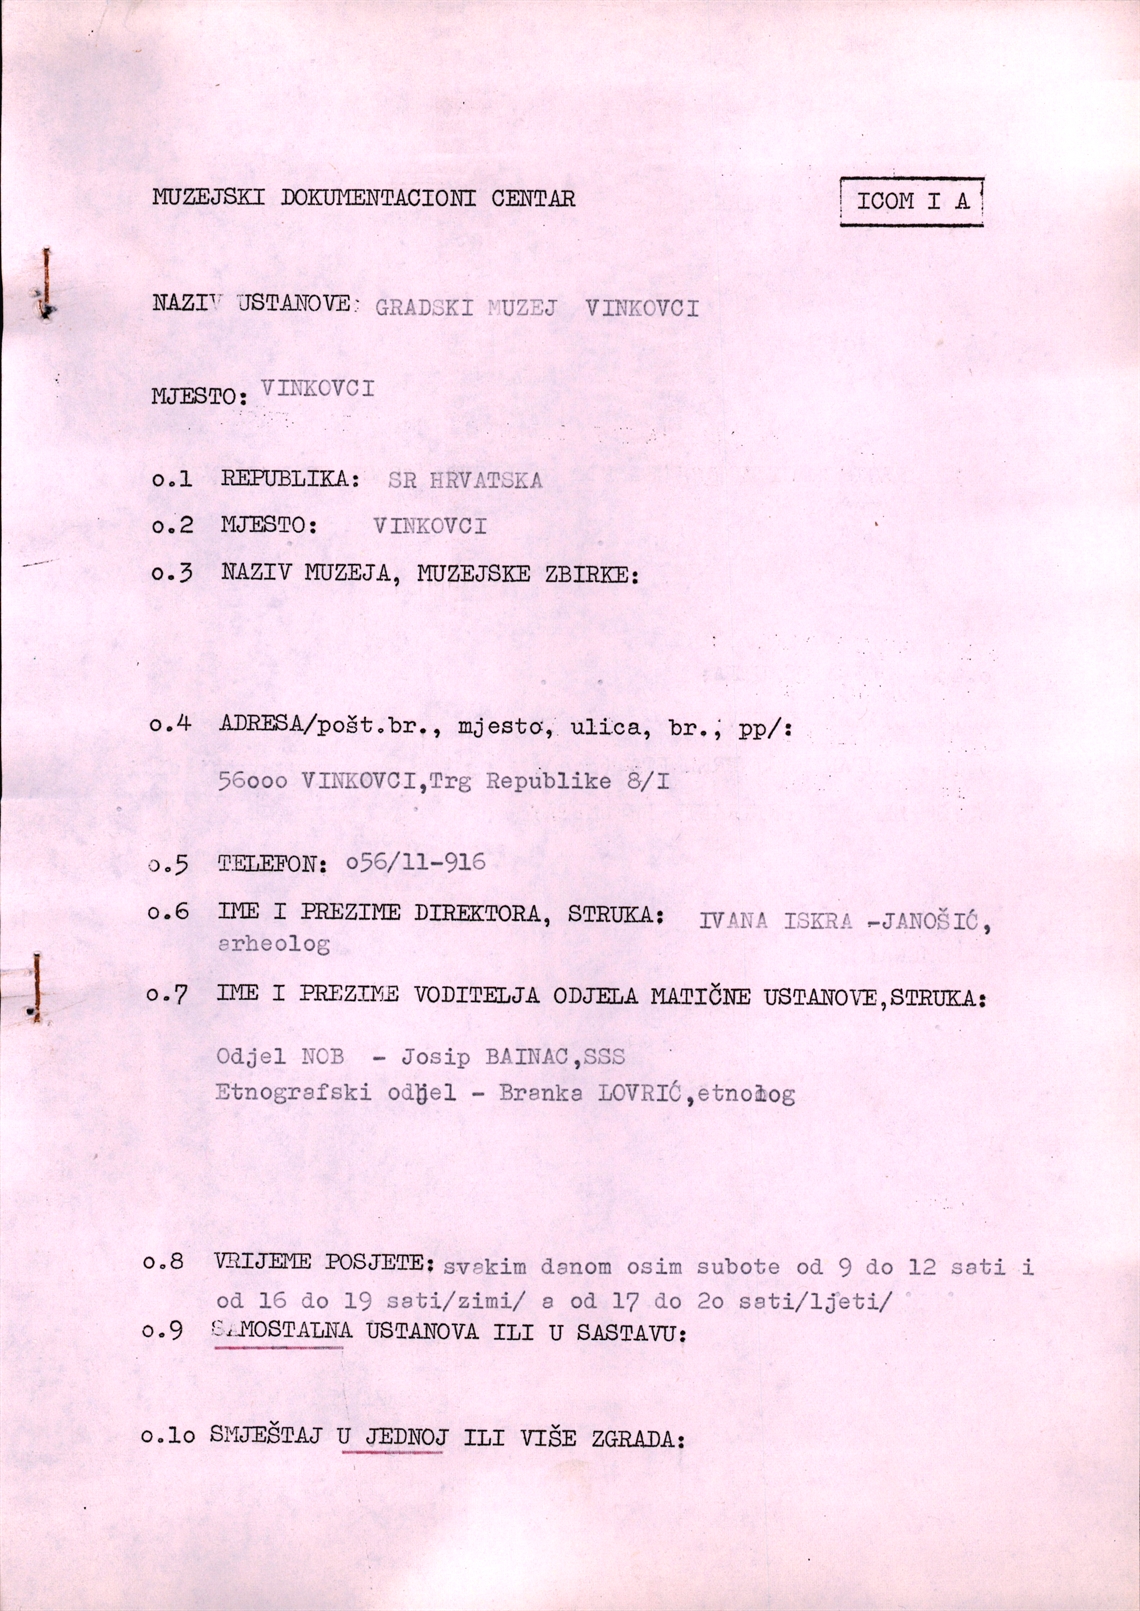 MUZEJSKI DOKUMENTACIONI CENTAR
ICOM I A
NAZIV USTANOVE: GRADSKI MUZEJ VINKOVCI
MJESTO: VINKOVCI
o.1 REPUBLIKA: SR HRVATSKA
o.2 MJESTO: VINKOVCI
o.3 NAZIV MUZEJA, MUZEJSKE ZBIRKE:
o.4 ADRESA/pošt.br., mjesto, ulica, br., pp/:
56ooo VINKOVCI,Trg Republike 8/I
o.5 TELEFON: o56/11-916
o.6 IME I PREZIME DIREKTORA, STRUKA: IVANA ISKRA -JANOŠIĆ,
arheolog
o.7 IME I PREZIME VODITELJA ODJELA MATIČNE USTANOVE,STRUKA:
Odjel NOB - Josip BAINAC,SSS
Etnografski odjel - Branka LOVRIĆ,etnolog
o.8 VRIJEME POSJETE: svakim danom osim subote od 9 do 12 sati i
od 16 do 19 sati/zimi/ a od 17 do 2o sati/ljeti/
o.9 SAMOSTALNA USTANOVA ILI U SASTAVU:
o.1o SMJEŠTAJ U JEDNOJ ILI VIŠE ZGRADA: